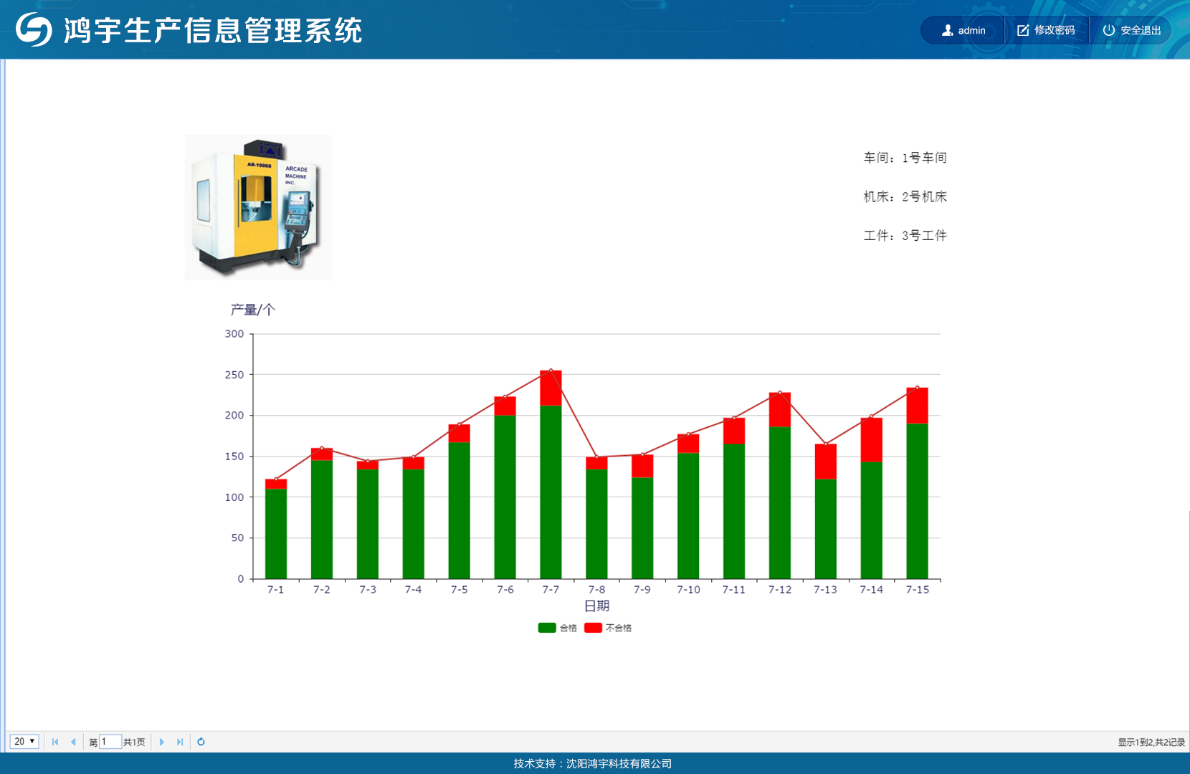 鸿宇生产信息管理系统
admin
修改密码
安全退出
AR-1000S
ARCADE
MACHINE
INC.
车间：1号车间
机床：2号机床
工件：3号工件
产量/个
300
250
200
150
100
50
0
7-1 7-2 7-3 7-4 7-5 7-6 7-7 7-8 7-9 7-10 7-11 7-12 7-13 7-14 7-15
日期
合格 不合格
20 第 1 共1页
显示1到2,共2记录
技术支持：沈阳鸿宇科技有限公司